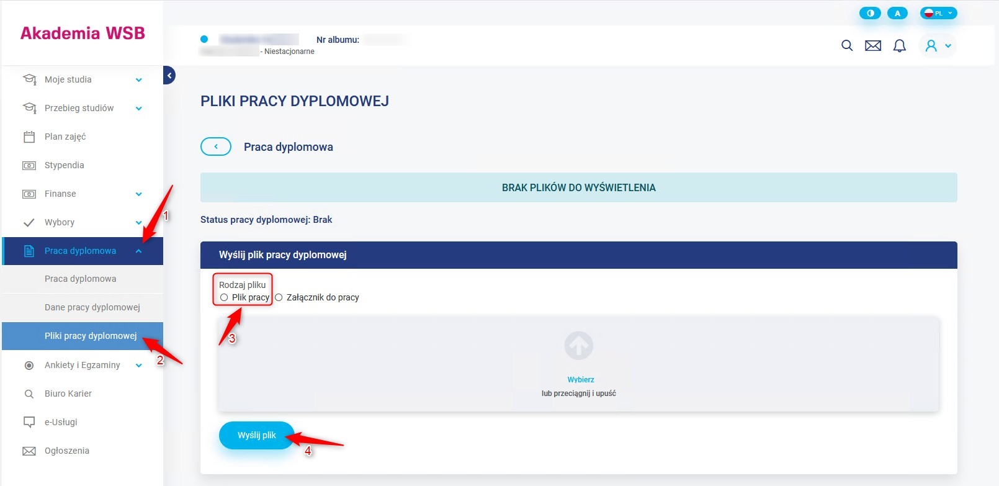 A
PL
Akademia WSB
Nr albumu:
- Niestacjonarne
Moje studia
Przebieg studiów
Plan zajęć
Stypendia
Finanse
Wybory
1
Praca dyplomowa
Praca dyplomowa
Dane pracy dyplomowej
Pliki pracy dyplomowej
2
Ankiety i Egzaminy
Biuro Karier
e-Usługi
Ogłoszenia
PLIKI PRACY DYPLOMOWEJ
Praca dyplomowa
BRAK PLIKÓW DO WYŚWIETLENIA
Status pracy dyplomowej: Brak
Wyślij plik pracy dyplomowej
Rodzaj pliku
Plik pracy Załącznik do pracy
3
Wybierz
lub przeciągnij i upuść
Wyślij plik
4